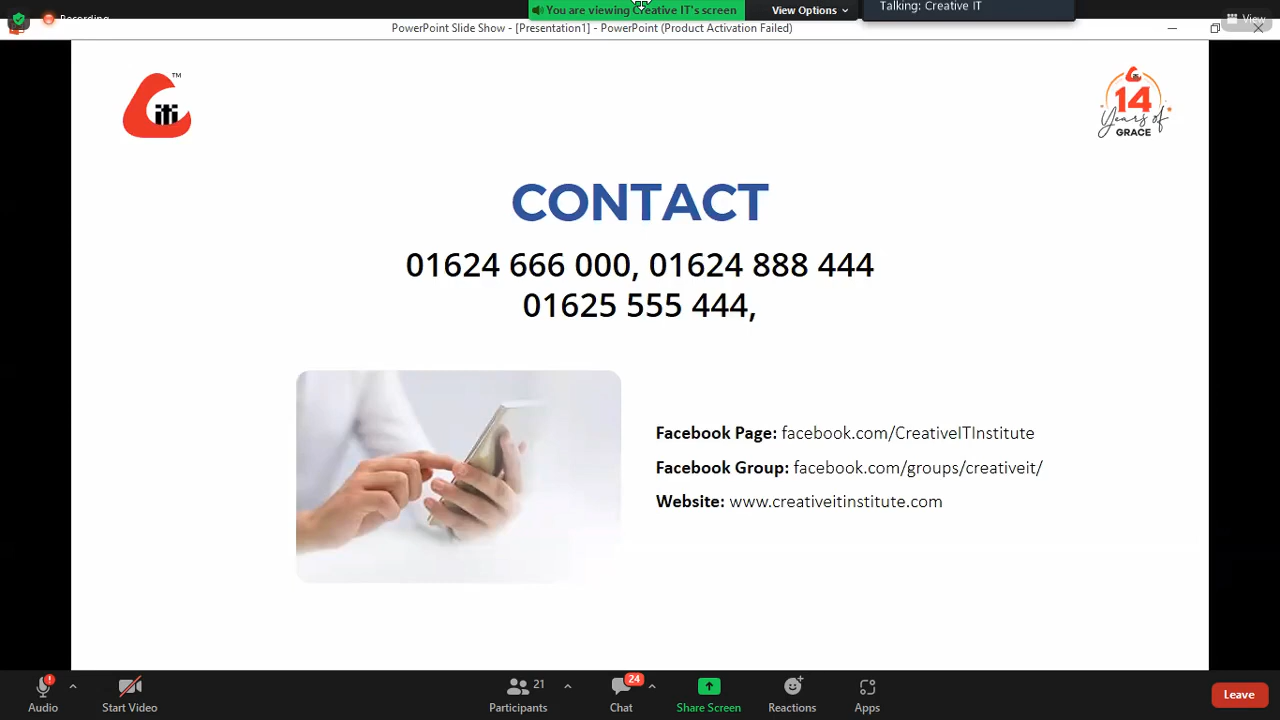 You are viewing Creative IT's screen
View Options
Talking: Creative IT
Recording
View
PowerPoint Slide Show - [Presentation1] - PowerPoint (Product Activation Failed)
iti
TM
14
Years of
GRACE
CONTACT
01624 666 000, 01624 888 444
01625 555 444,
Facebook Page: facebook.com/CreativeITInstitute
Facebook Group: facebook.com/groups/creativeit/
Website: www.creativeitinstitute.com
Audio
Start Video
21
Participants
24
Chat
Share Screen
Reactions
Apps
Leave